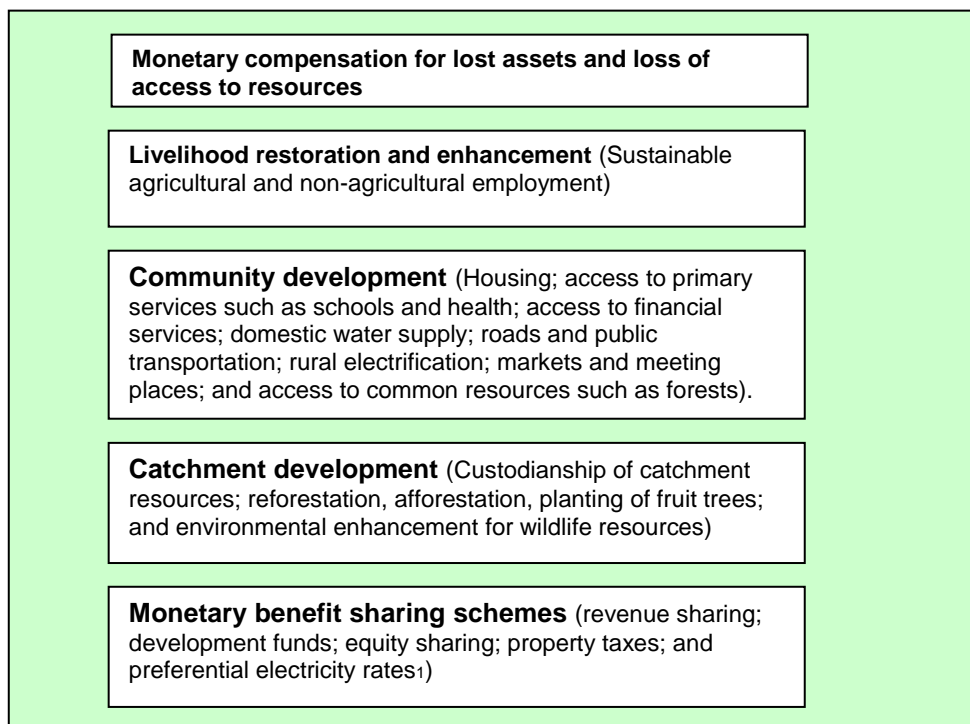 Monetary compensation for lost assets and loss of
access to resources
Livelihood restoration and enhancement (Sustainable
agricultural and non-agricultural employment)
Community development (Housing; access to primary
services such as schools and health; access to financial
services; domestic water supply; roads and public
transportation; rural electrification; markets and meeting
places; and access to common resources such as forests).
Catchment development (Custodianship of catchment
resources; reforestation, afforestation, planting of fruit trees;
and environmental enhancement for wildlife resources)
Monetary benefit sharing schemes (revenue sharing;
development funds; equity sharing; property taxes; and
preferential electricity rates1)